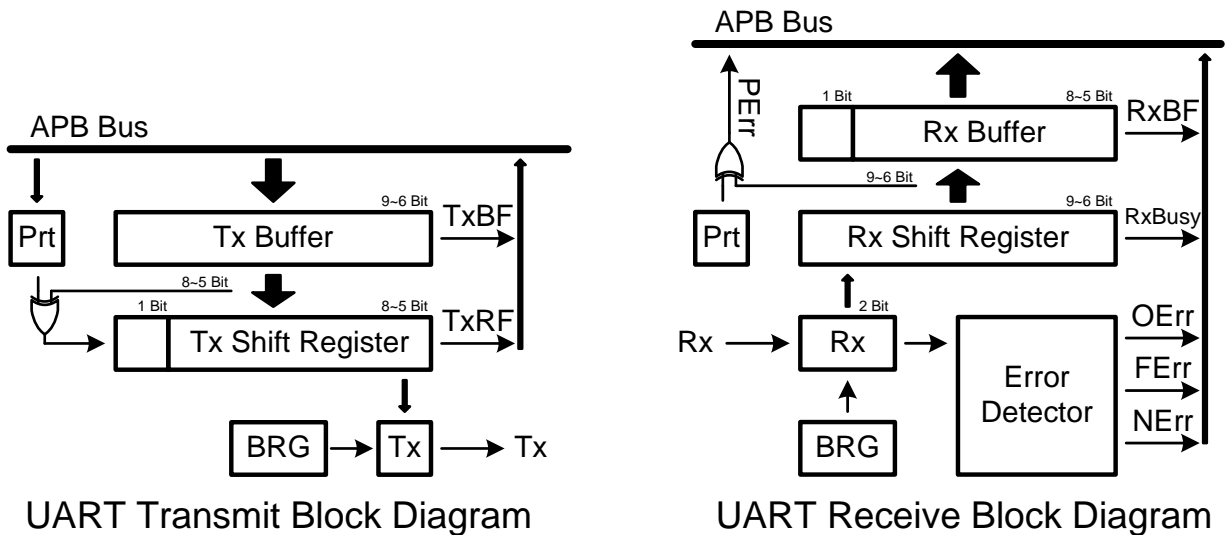 APB Bus
Prt
9~6 Bit
Tx Buffer
TxBF
8~5 Bit
1 Bit
8~5 Bit
Tx Shift Register
TxRF
BRG
Tx
Tx
UART Transmit Block Diagram
APB Bus
PErr
1 Bit
8~5 Bit
Rx Buffer
RxBF
9~6 Bit
9~6 Bit
Prt
Rx Shift Register
RxBusy
2 Bit
Rx
Rx
BRG
Error
Detector
OErr
FErr
NErr
UART Receive Block Diagram